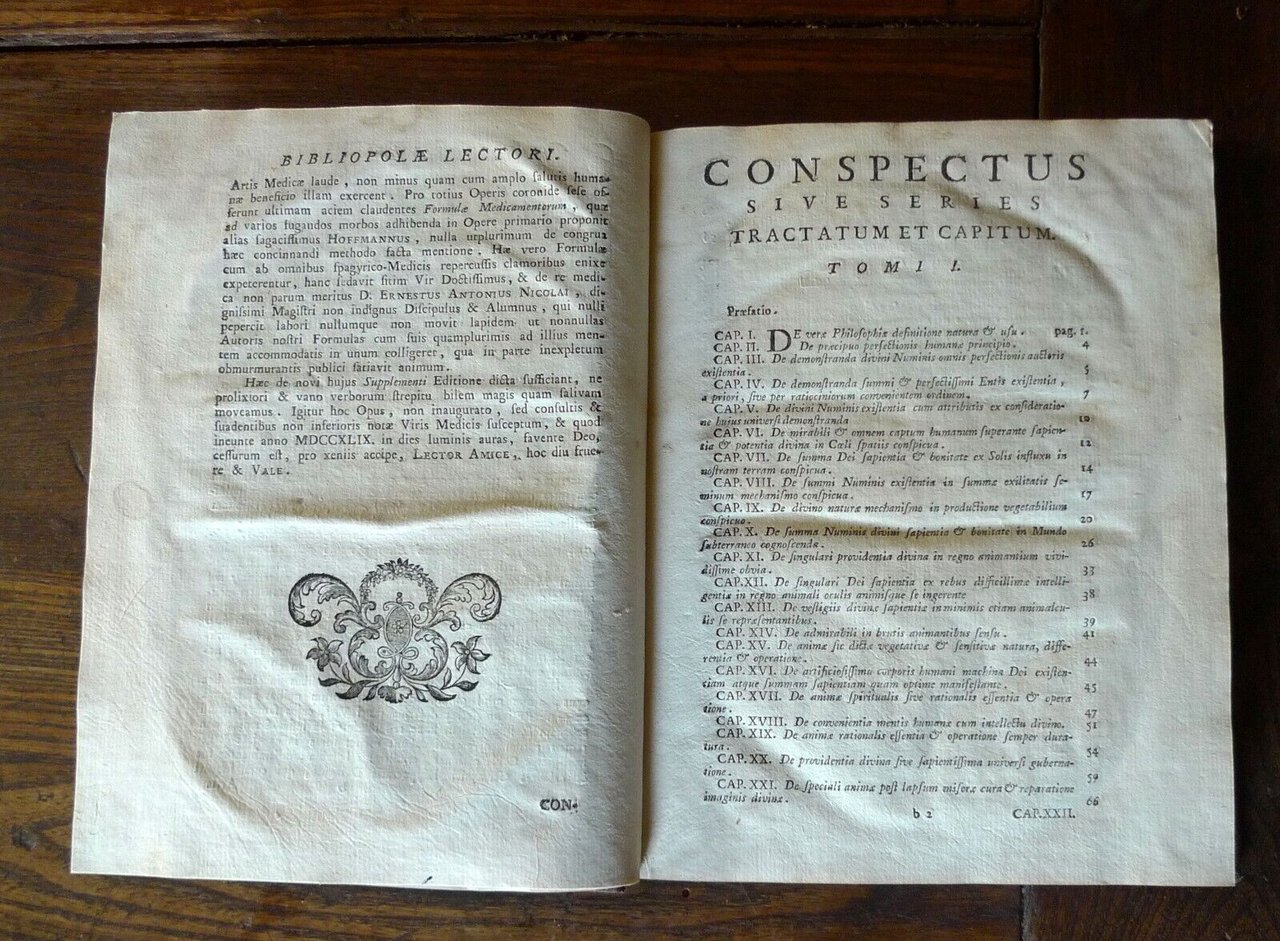 BIBLIOPOLÆ LECTORI.
Artis Medicæ laude, non minus quam cum amplo ſalutis huma-
næ beneficio illam exercent. Pro totius Operis coronide ſeſe of-
ferunt ultimam aciem claudentes Formulæ Medicamentorum, quæ
ad varios fugandos morbos adhibenda in Opere primario proponit
alias ſagaciſſimus HOFFMANNUS, nulla utplurimum de congrua
hæc concinnandi methodo facta mentione. Hæ vero Formulæ
cum ab omnibus ſpagyrico-Medicis repercuſſis clamoribus enixe
expeterentur, hanc ſedavit ſitim Vir Doctiſſimus, & de re medi-
ca non parum meritus D. ERNESTUS ANTONIUS NICOLAI, di-
gniſſimi Magiſtri non indignus Diſcipulus & Alumnus, qui nulli
pepercit labori nullumque non movit lapidem ut nonnullas
Autoris noſtri Formulas cum ſuis quamplurimis ad illius men-
tem accommodatis in unum colligeret, qua in parte inexpletum
obmurmurantis publici ſatiavit animum.
Hæc de novi hujus Supplementi Editione dicta ſufficiant, ne
prolixiori & vano verborum ſtrepitu bilem magis quam ſalivam
moveamus. Igitur hoc Opus, non inaugurato, ſed conſultis &
ſuadentibus non inferioris notæ Viris Medicis ſuſceptum, & quod
ineunte anno MDCCXLIX. in dies luminis auras, favente Deo,
ceſſurum eſt, pro xeniis accipe, LECTOR AMICE, hoc diu frue-
re & VALE.
CON-
CONSPECTUS
SIVE SERIES
TRACTATUM ET CAPITUM.
TOMI I.
Præfatio.
CAP. I. DE veræ Philoſophiæ definitione natura & uſu. pag. 1.
CAP. II. De præcipuo perfectionis humanæ principio. 4
CAP. III. De demonſtranda divini Numinis omnis perfectionis auctoris
exiſtentia. 5
CAP. IV. De demonſtranda ſummi & perfectiſſimi Entis exiſtentia,
a priori, ſive per ratiociniorum convenientem ordinem. 7
CAP. V. De divini Numinis exiſtentia cum attributis ex conſideratio-
ne hujus univerſi demonſtranda 10
CAP. VI. De mirabili & omnem captum humanum ſuperante ſapien-
tia & potentia divina in Cœli ſpatiis conſpicua. 12
CAP. VII. De ſumma Dei ſapientia & bonitate ex Solis influxu in
noſtram terram conſpicua. 14
CAP. VIII. De ſummi Numinis exiſtentia in ſumma exilitatis ſe-
minum mechaniſmo conſpicua. 17
CAP. IX. De divino naturæ mechaniſmo in productione vegetabilium
conſpicuo. 20
CAP. X. De ſumma Numinis divini ſapientia & bonitate in Mundo
ſubterraneo cognoſcenda. 26
CAP. XI. De ſingulari providentia divina in regno animantium vivi-
diſſime obvia. 33
CAP. XII. De ſingulari Dei ſapientia ex rebus difficillimæ intelli-
gentiæ in regno animali oculis animiſque ſe ingerente 38
CAP. XIII. De veſtigiis divinæ ſapientiæ in minimis etiam animalcu-
lis ſe repræſentantibus. 39
CAP. XIV. De admirabili in brutis animantibus ſenſu. 41
CAP. XV. De animæ ſic dictæ vegetativæ & ſenſitivæ natura, diffe-
rentia & operatione. 44
CAP. XVI. De artificioſiſſima corporis humani machina Dei exiſten-
tiam atque ſummam ſapientiam quam optime manifeſtante. 45
CAP. XVII. De animæ ſpiritualis ſive rationalis eſſentia & opera
tione. 47
CAP. XVIII. De convenientia mentis humanæ cum intellectu divino. 51
CAP. XIX. De animæ rationalis eſſentia & operatione ſemper dura-
tura. 54
CAP. XX. De providentia divina ſive ſapientiſſima univerſi guberna-
tione. 59
CAP. XXI. De ſpeciali animæ poſt lapſum miſeræ cura & reparatione
imaginis divinæ. 66
b 2 CAP. XXII.